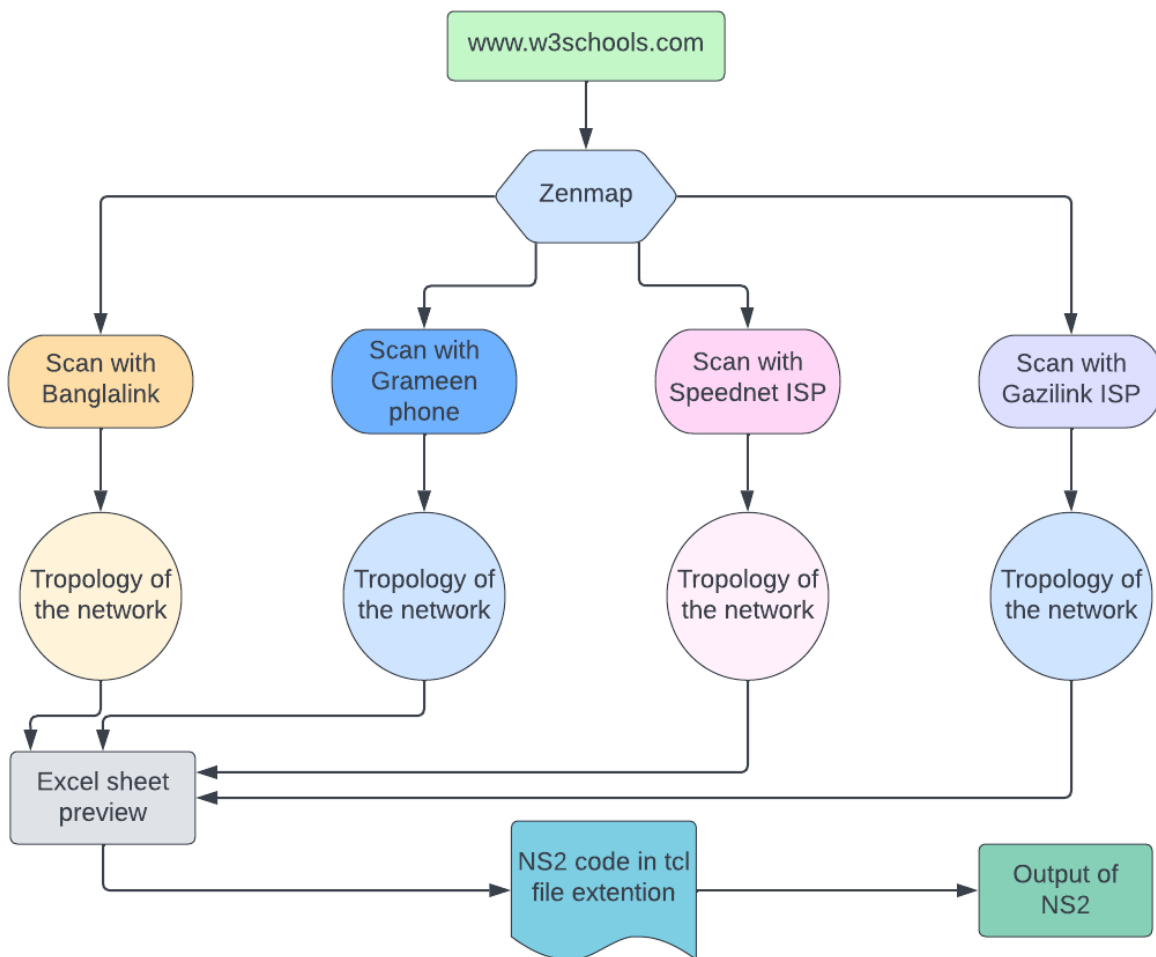 www.w3schools.com
Zenmap
Scan with
Banglalink
Scan with
Grameen
phone
Scan with
Speednet ISP
Scan with
Gazilink ISP
Tropology of
the network
Tropology of
the network
Tropology of
the network
Tropology of
the network
Excel sheet
preview
NS2 code in tcl
file extention
Output of
NS2